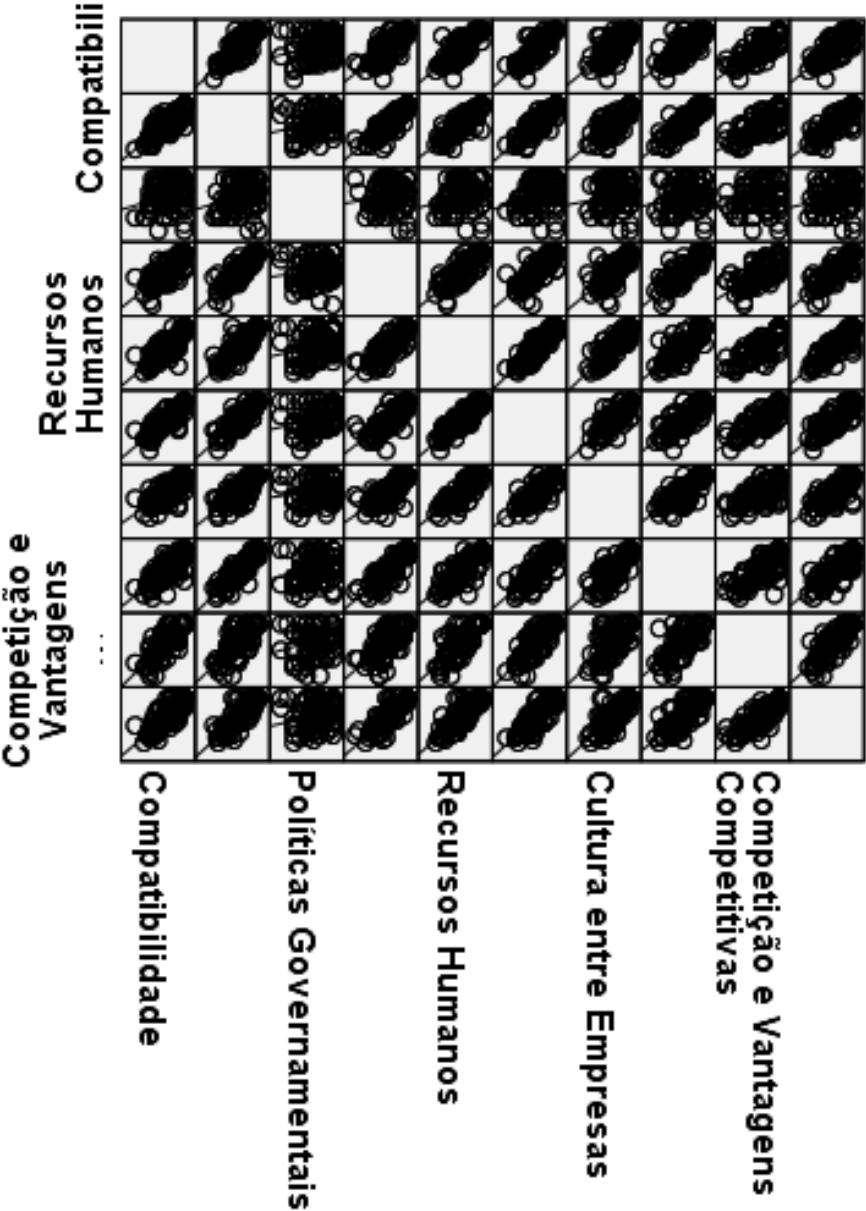 Compatibili
Recursos
Humanos
Competição e
Vantagens
...
Compatibilidade
Políticas Governamentais
Recursos Humanos
Cultura entre Empresas
Competição e Vantagens
Competitivas